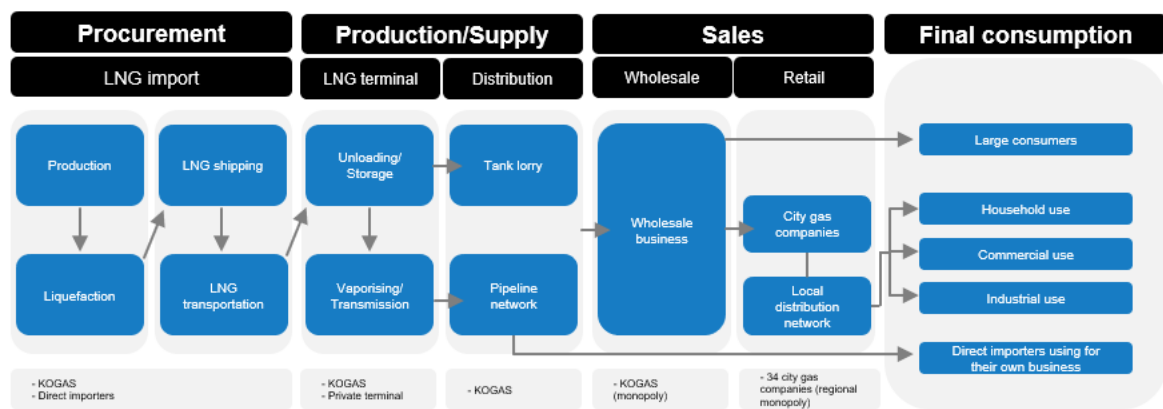 Procurement
Production/Supply
Sales
Final consumption
LNG import
LNG terminal
Distribution
Wholesale
Retail
Production
LNG shipping
Unloading/
Storage
Tank lorry
Large consumers
Wholesale
business
City gas
companies
Household use
Commercial use
Liquefaction
LNG
transportation
Vaporising/
Transmission
Pipeline
network
Local
distribution
network
Industrial use
Direct importers using for
their own business
- KOGAS
- Direct importers
- KOGAS
- Private terminal
- KOGAS
- KOGAS
(monopoly)
- 34 city gas
companies (regional
monopoly)